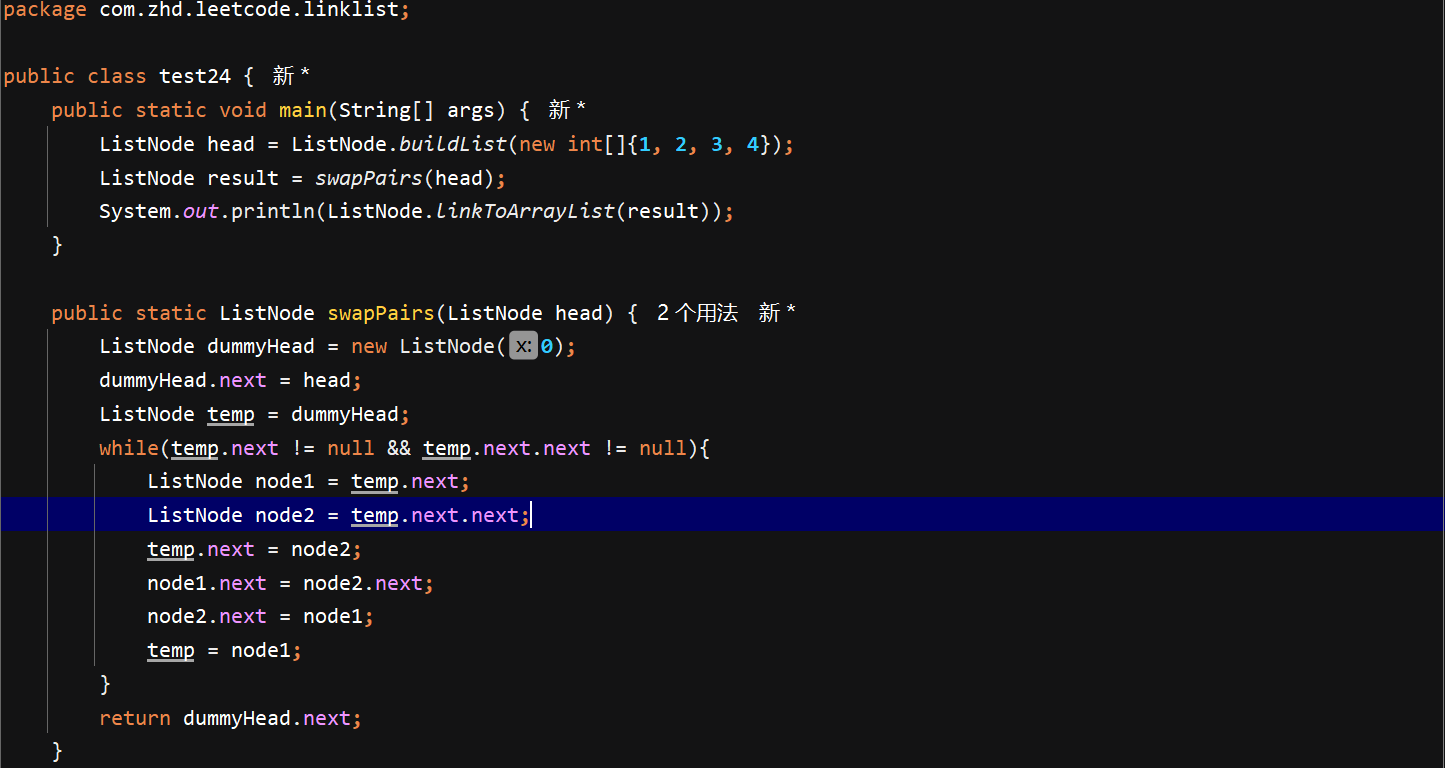 package com.zhd.leetcode.linklist;
public class test24 { 新 *
public static void main(String[] args) { 新 *
ListNode head = ListNode.buildList(new int[]{1, 2, 3, 4});
ListNode result = swapPairs(head);
System.out.println(ListNode.linkToArrayList(result));
}
public static ListNode swapPairs(ListNode head) { 2 个用法 新 *
ListNode dummyHead = new ListNode( x: 0);
dummyHead.next = head;
ListNode temp = dummyHead;
while(temp.next != null && temp.next.next != null){
ListNode node1 = temp.next;
ListNode node2 = temp.next.next;
temp.next = node2;
node1.next = node2.next;
node2.next = node1;
temp = node1;
}
return dummyHead.next;
}